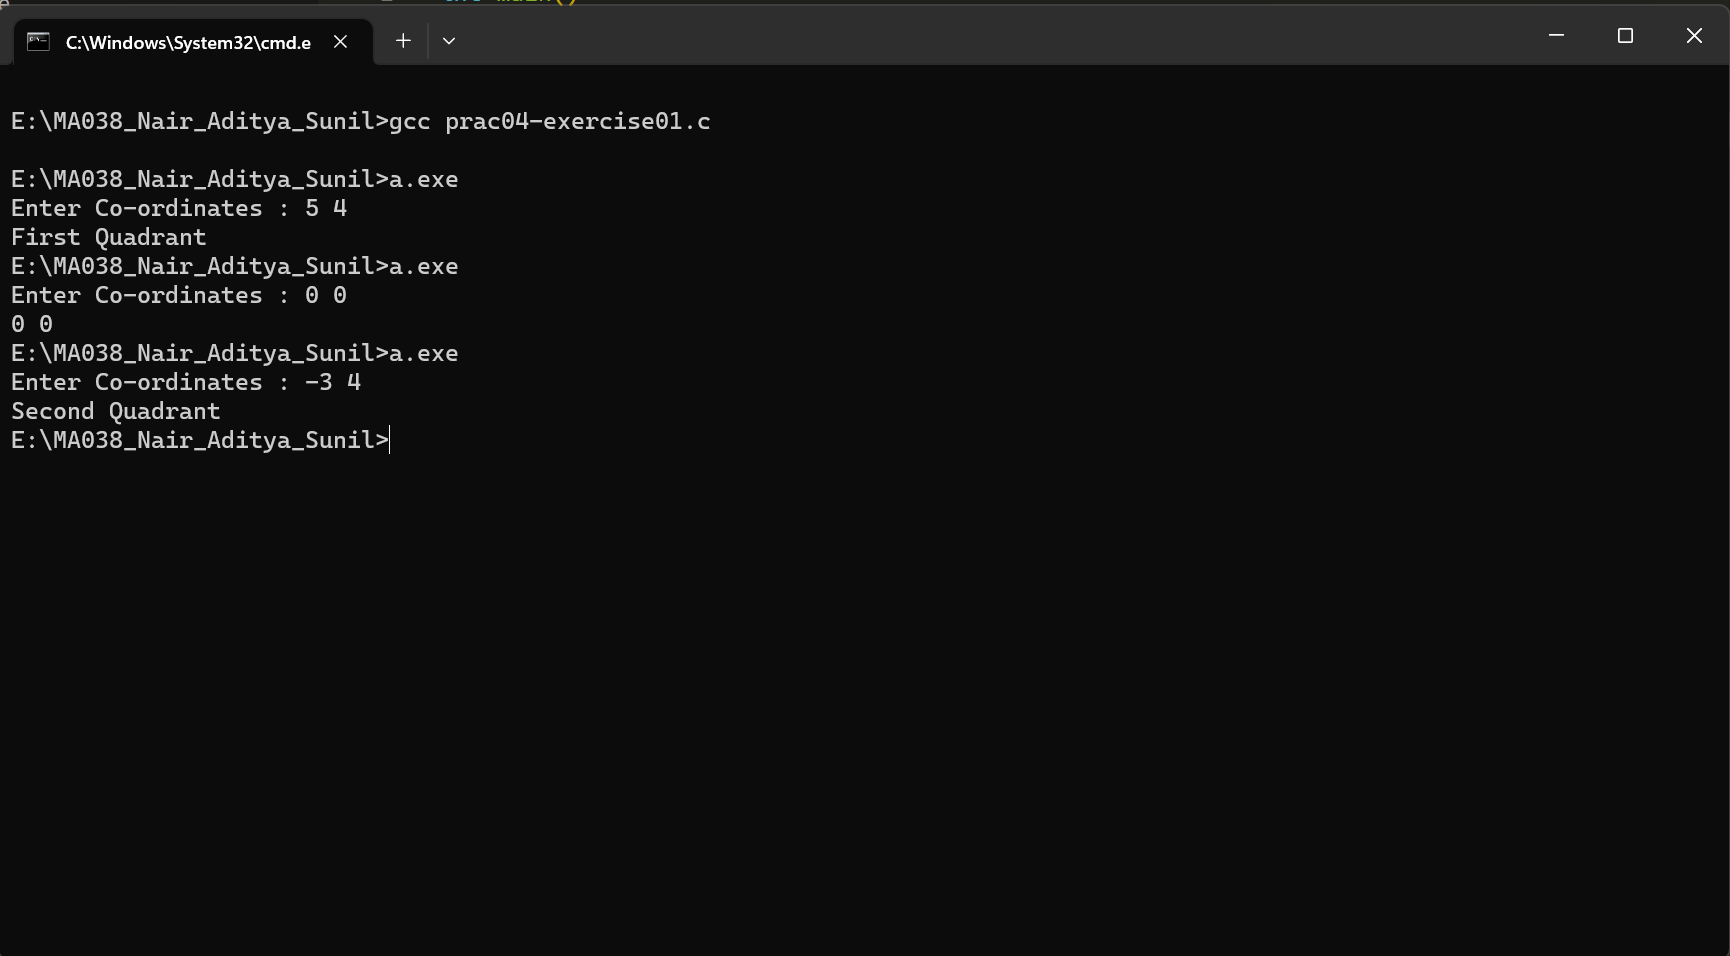 C:\Windows\System32\cmd.e
E:\MA038_Nair_Aditya_Sunil>gcc prac04-exercise01.c
E:\MA038_Nair_Aditya_Sunil>a.exe
Enter Co-ordinates : 5 4
First Quadrant
E:\MA038_Nair_Aditya_Sunil>a.exe
Enter Co-ordinates : 0 0
0 0
E:\MA038_Nair_Aditya_Sunil>a.exe
Enter Co-ordinates : -3 4
Second Quadrant
E:\MA038_Nair_Aditya_Sunil>